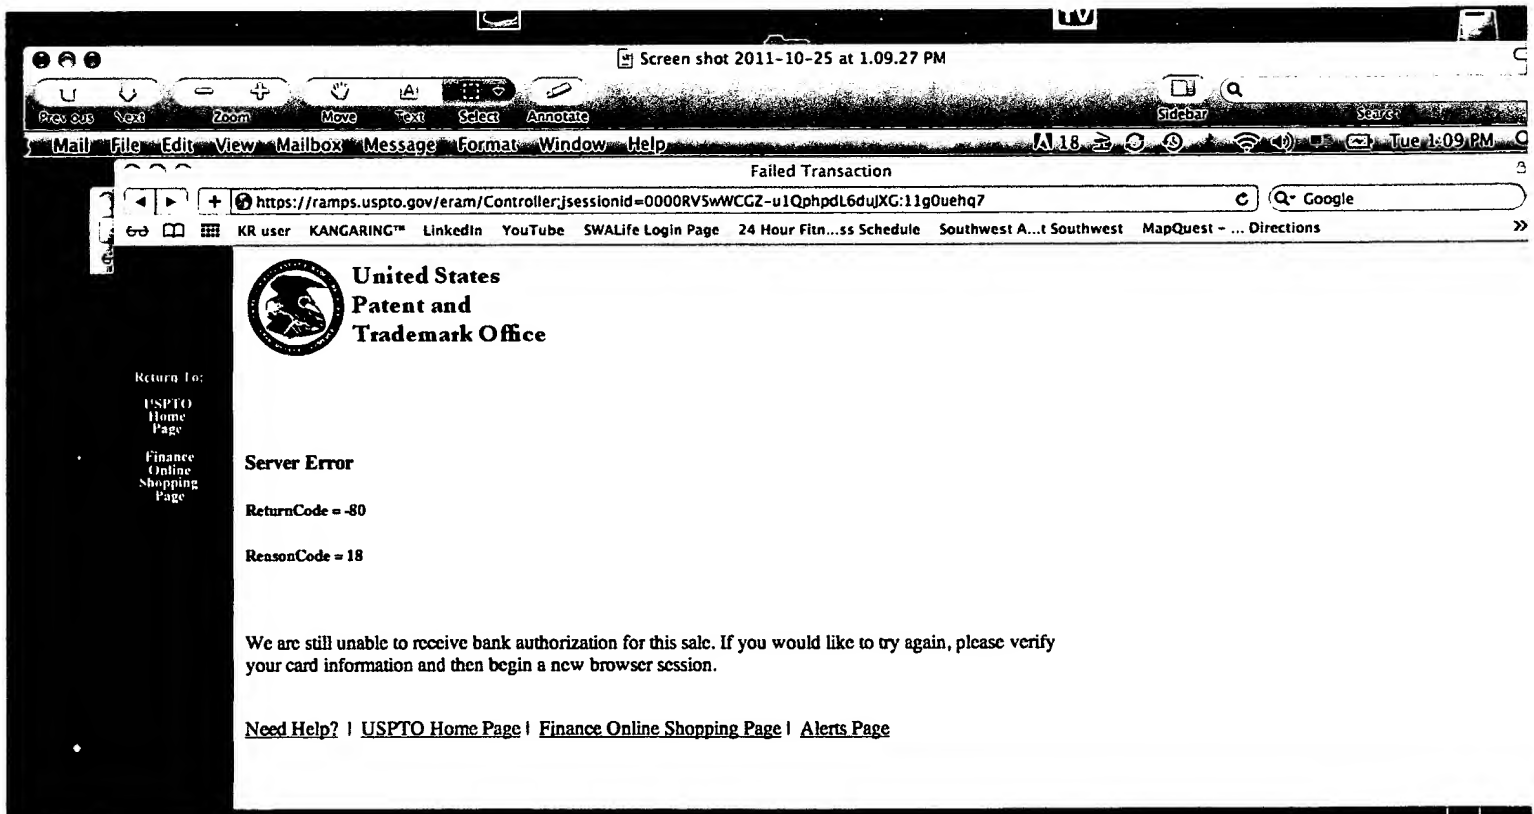 TV
Screen shot 2011-10-25 at 1.09.27 PM
Previous Next Zoom Move Text Select Annotate Sidebar Search
Mail File Edit View Mailbox Message Format Window Help 18 Tue 1:09 PM
Failed Transaction
https://ramps.uspto.gov/eram/Controller;jsessionid=0000RV5wWCGZ-u1QphpdL6duJXG:11g0uehq7 Google
KR user KANGARING™ LinkedIn YouTube SWALife Login Page 24 Hour Fitn...ss Schedule Southwest A...t Southwest MapQuest - ... Directions »
United States
Patent and
Trademark Office
Return To:
USPTO
Home
Page
Finance
Online
Shopping
Page
Server Error
ReturnCode = -80
ReasonCode = 18
We are still unable to receive bank authorization for this sale. If you would like to try again, please verify
your card information and then begin a new browser session.
Need Help? | USPTO Home Page | Finance Online Shopping Page | Alerts Page